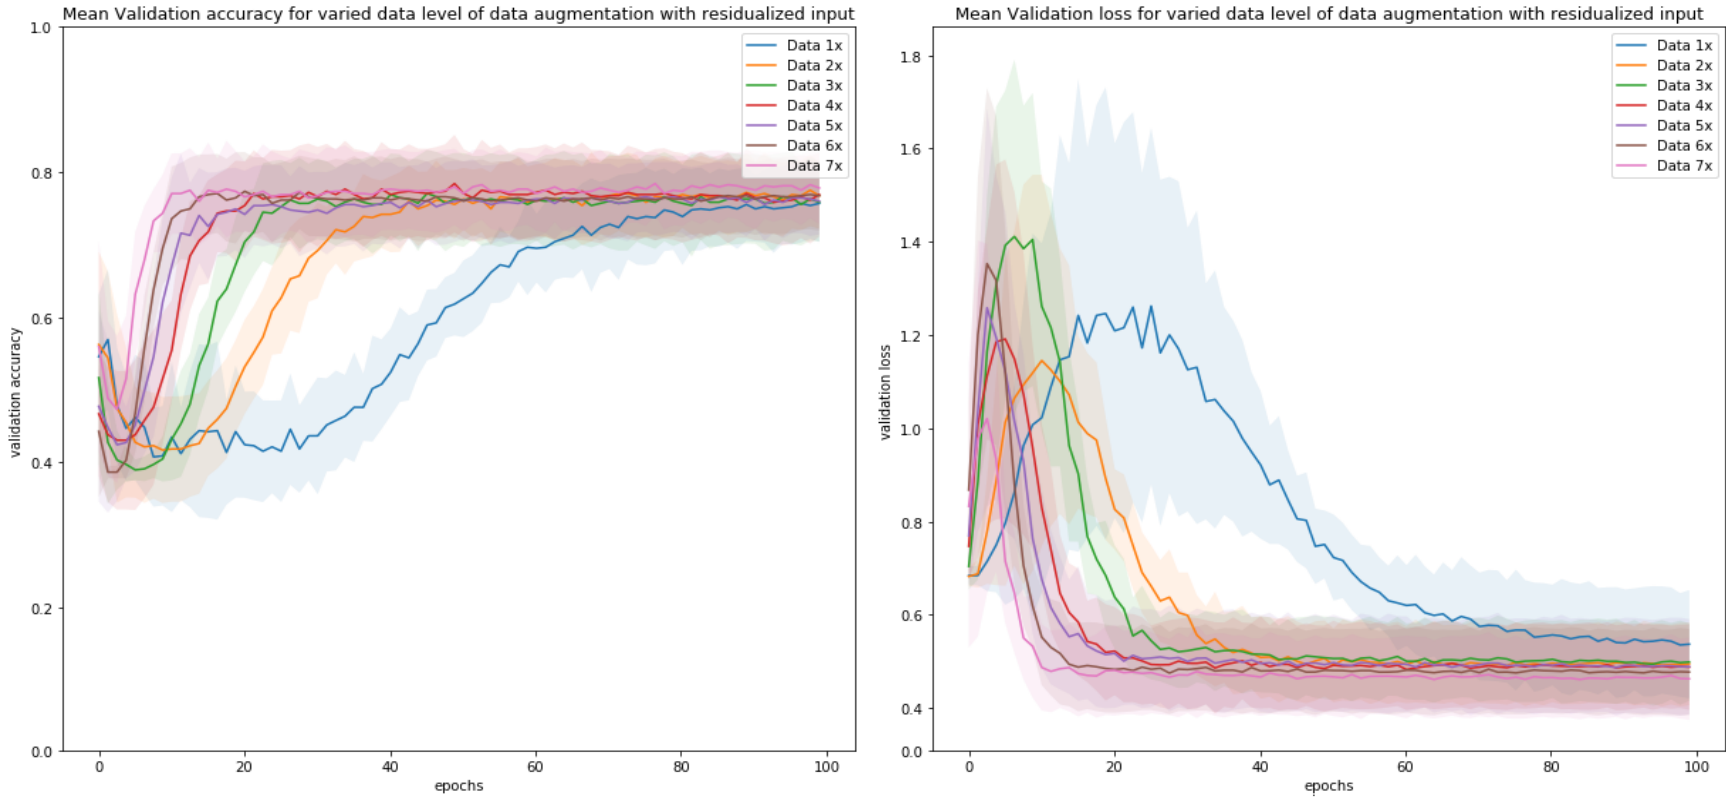 Mean Validation accuracy for varied data level of data augmentation with residualized input
1.0
0.8
0.6
0.4
0.2
0.0
validation accuracy
0
20
40
60
80
100
epochs
Data 1x
Data 2x
Data 3x
Data 4x
Data 5x
Data 6x
Data 7x
Mean Validation loss for varied data level of data augmentation with residualized input
1.8
1.6
1.4
1.2
1.0
0.8
0.6
0.4
0.0
validation loss
0
20
40
60
80
100
epochs
Data 1x
Data 2x
Data 3x
Data 4x
Data 5x
Data 6x
Data 7x